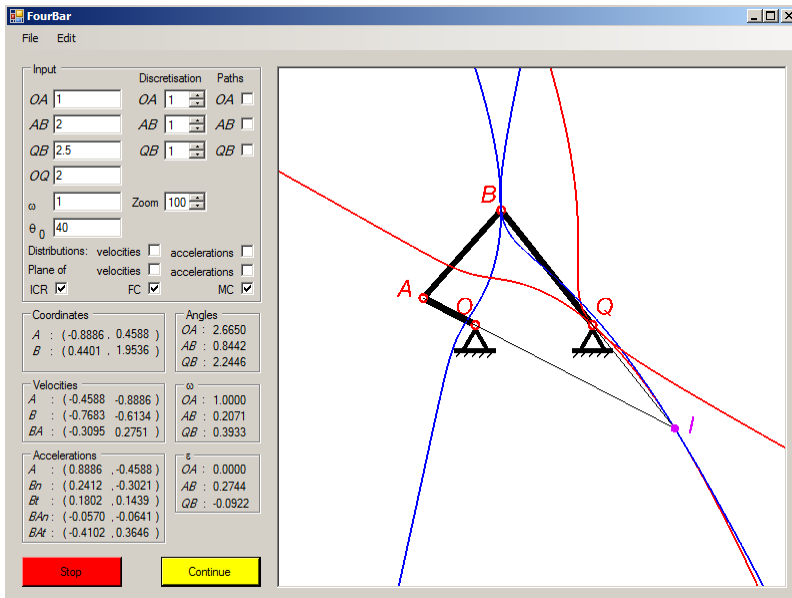 FourBar
File Edit
Input
Discretisation Paths
OA 1 OA 1 OA
AB 2 AB 1 AB
QB 2.5 QB 1 QB
OQ 2
ω 1 Zoom 100
θ 0 40
Distributions: velocities accelerations
Plane of velocities accelerations
ICR FC MC
Coordinates
A : (-0.8886 , 0.4588 )
B : ( 0.4401 , 1.9536 )
Angles
OA : 2.6650
AB : 0.8442
QB : 2.2446
Velocities
A : (-0.4588 -0.8886 )
B : (-0.7683 -0.6134 )
BA : (-0.3095 0.2751 )
ω
OA : 1.0000
AB : 0.2071
QB : 0.3933
Accelerations
A : ( 0.8886 ,-0.4588 )
Bn : ( 0.2412 ,-0.3021 )
Bt : ( 0.1802 , 0.1439 )
BAn : (-0.0570 ,-0.0641 )
BAt : (-0.4102 , 0.3646 )
ε
OA : 0.0000
AB : 0.2744
QB : -0.0922
Stop Continue
B
A
O
Q
I